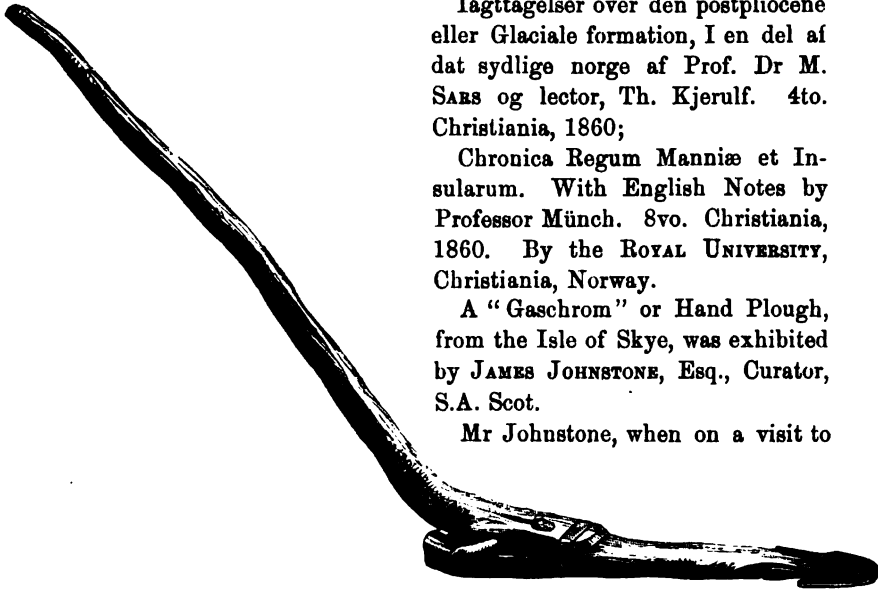 Iagttagelser over den postpliocene
eller Glaciale formation, I en del af
dat sydlige norge af Prof. Dr M.
SARS og lector, Th. Kjerulf. 4to.
Christiania, 1860;
Chronica Regum Manniæ et In-
sularum. With English Notes by
Professor Münch. 8vo. Christiania,
1860. By the ROYAL UNIVERSITY,
Christiania, Norway.
A “Gaschrom” or Hand Plough,
from the Isle of Skye, was exhibited
by JAMES JOHNSTONE, Esq., Curator,
S.A. Scot.
Mr Johnstone, when on a visit to